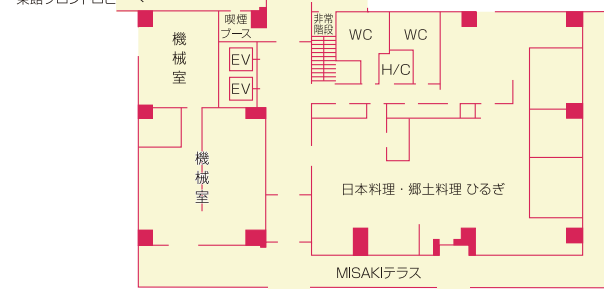 喫煙
ブース
非常
階段
WC
WC
機械室
EV
H/C
EV
機械室
日本料理・郷土料理 ひるぎ
MISAKIテラス